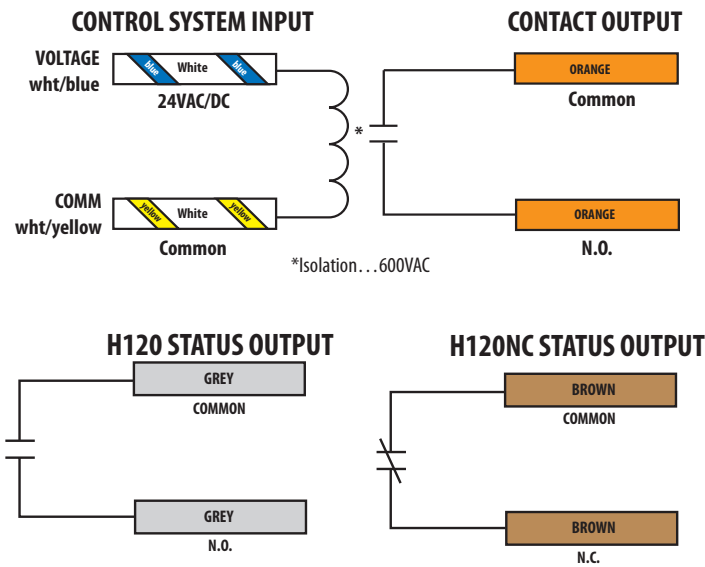 CONTROL SYSTEM INPUT
CONTACT OUTPUT
VOLTAGE
wht/blue
blue
White
blue
24VAC/DC
ORANGE
Common
*
COMM
wht/yellow
yellow
White
yellow
Common
ORANGE
N.O.
*Isolation...600VAC
H120 STATUS OUTPUT
H120NC STATUS OUTPUT
GREY
COMMON
BROWN
COMMON
GREY
N.O.
BROWN
N.C.